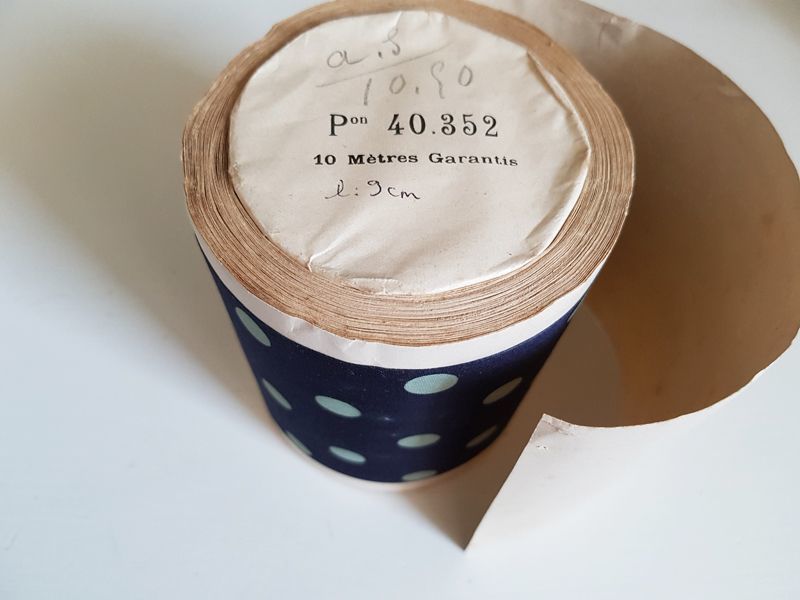 a.s
10.90
Pon 40.352
10 Mètres Garantis
l: 9cm